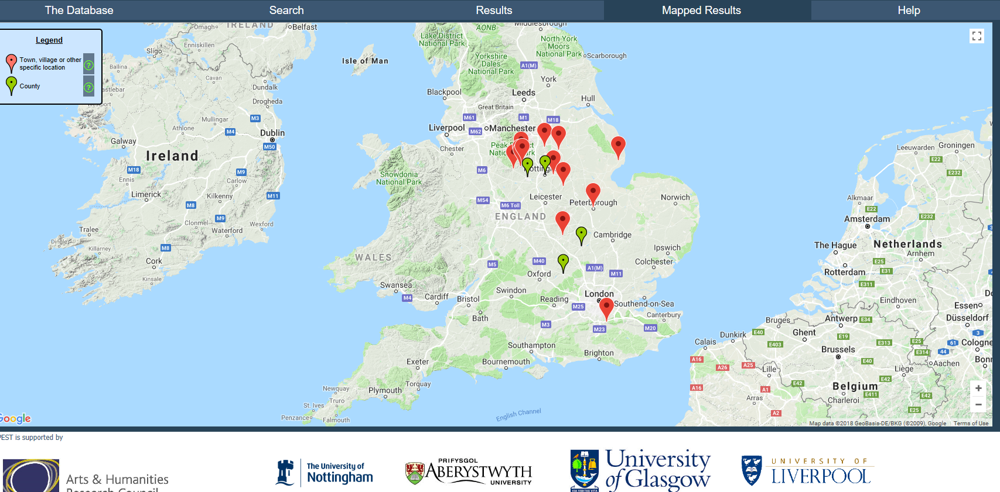 The Database
Search
Results
Mapped Results
Help
Legend
Town, village or other
specific location
?
County
?
IRELAND
Omagh
Belfast
Enniskillen
Sligo
Ballina
Cavan
Dundalk
astlebar
Westport
Drogheda
Mullingar
M3
Athlone
M4
Dublin
M50
Galway
Ireland
M18
Ennis
M9
Carlow
Limerick
Kilkenny
M11
M8
M9
Clonmel
Wexford
Tralee
Waterford
Dingle
Killarney
M8
Cork
Kinsale
Isle of Man
Lake District
National Park
AONB
Middlesbrough
North York
Moors
National Park
Scarborough
Yorkshire
Dales
National Park
A1(M)
York
Blackpool
Leeds
Hull
Great Britain
M61
M1
M18
Liverpool
M62
Manchester
Chester
Snowdonia
National Park
M6
Leicester
Peterborough
Norwich
M54
M6 Toll
ENGLAND
Cambridge
Ipswich
Colchester
WALES
M5
M40
A1(M)
M11
Oxford
Swansea
M4
Cardiff
Bristol
Swindon
Reading
London
M25
Southend-on-Sea
Bath
Canterbury
M3
M23
M20
Southampton
Brighton
Exeter
Bournemouth
Torquay
Plymouth
Newquay
Truro
St. Ives
Penzance
Falmouth
English Channel
Leeuwarden
Groningen
E22
E232
Alkmaar
E22
E232
Amsterdam
The Hague
Netherlands
Arnhem
E25
Rotterdam
E31
E311
Eindhoven
Essen
Düsseldorf
Bruges
Antwerp
E34
Dunkirk
E40
Ghent
Calais
E19
3
E403
E313
E25
61
Cologne
Brussels
E314
44
A16
A26
A25
Lille
E40
Liège
Aachen
Bonn
E42
E42
A16
A1
Belgium
E411
E42
Arras
Charleroi
E25
A2
+
−
Google
Map data ©2018 GeoBasis-DE/BKG (©2009), Google
Terms of Use
PEST is supported by
Arts & Humanities
Research Council
The University of
Nottingham
PRIFYSGOL
ABERYSTWYTH
UNIVERSITY
University
of Glasgow
VIA VERITAS VITA
UNIVERSITY OF
LIVERPOOL